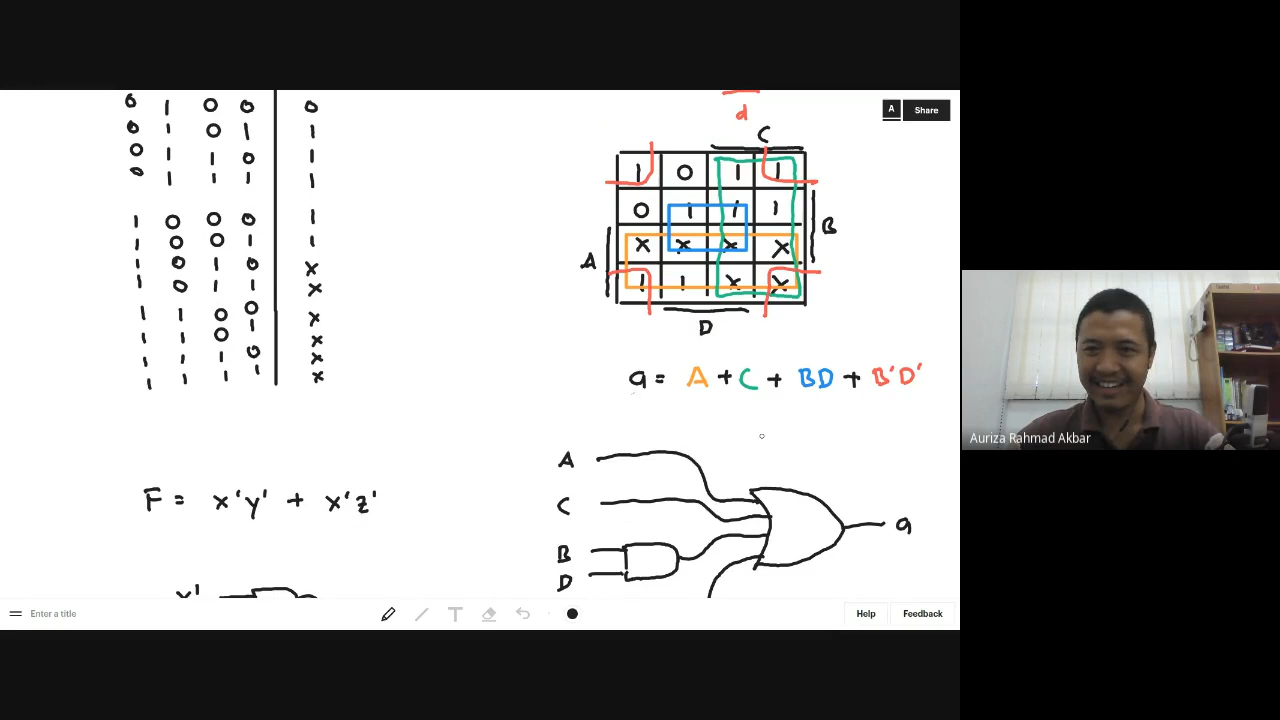 0 1 0 0 0
0 1 0 1 1
0 1 1 0 1
0 1 1 1 1
1 0 0 0 1
1 0 0 1 1
1 0 1 0 x
1 0 1 1 x
1 1 0 0 x
1 1 0 1 x
1 1 1 0 x
1 1 1 1 x
F = x'y' + x'z'
x'
d
C
1 0 1 1
0 1 1 1
B
x x x x
A
1 1 x x
D
a = A + C + BD + B'D'
A
C
a
B
D
A Share
Auriza Rahmad Akbar
Enter a title
T
Help Feedback